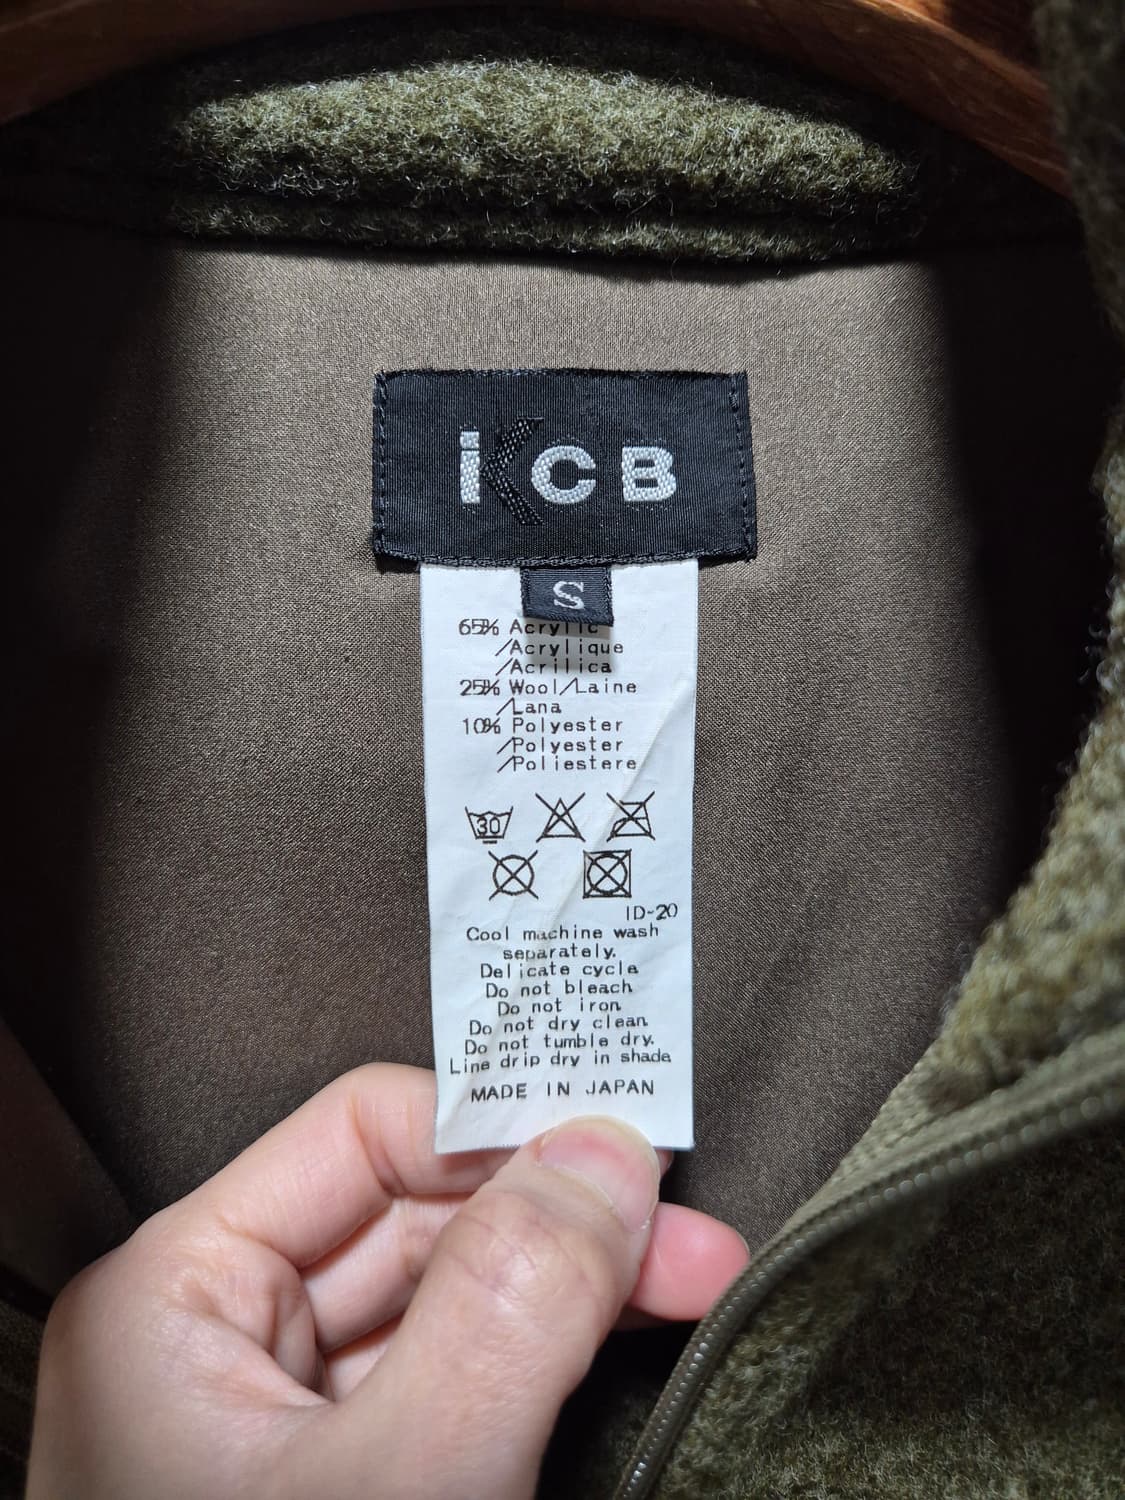 iKCB
S
65% Acrylic
/Acrylique
/Acrilica
25% Wool/Laine
/Lana
10% Polyester
/Polyester
/Poliestere
30
ID-20
Cool machine wash
separately.
Delicate cycle
Do not bleach
Do not iron
Do not dry clean
Do not tumble dry.
Line drip dry in shade
MADE IN JAPAN